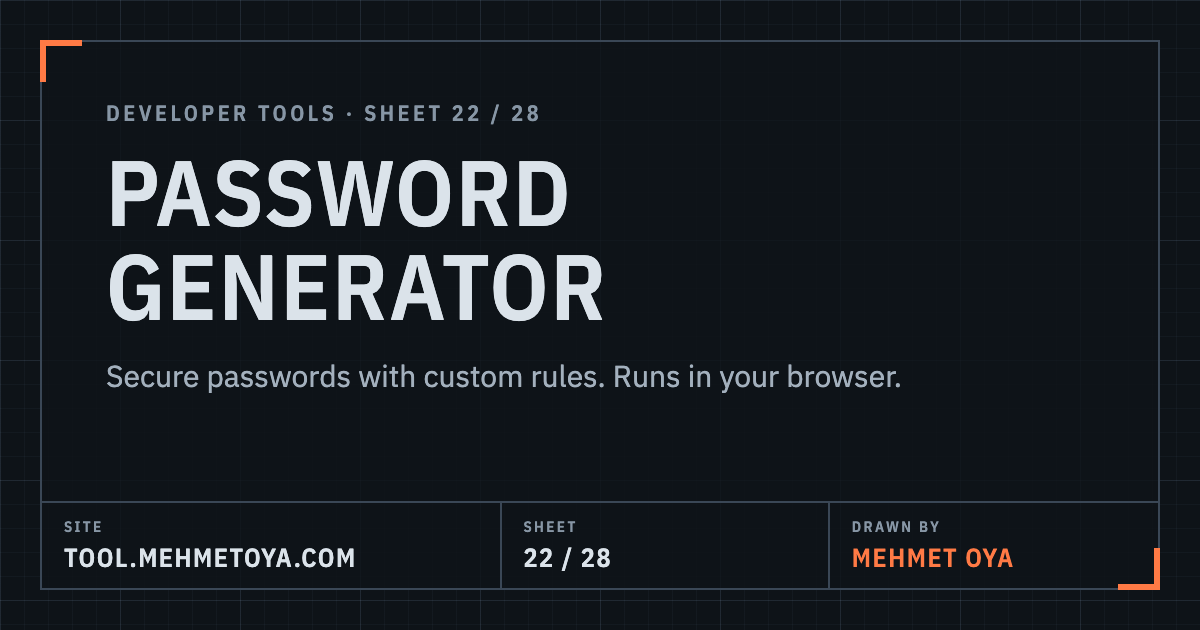 DEVELOPER TOOLS · SHEET 22 / 28
PASSWORD
GENERATOR
Secure passwords with custom rules. Runs in your browser.
SITE
TOOL.MEHMETOYA.COM
SHEET
22 / 28
DRAWN BY
MEHMET OYA